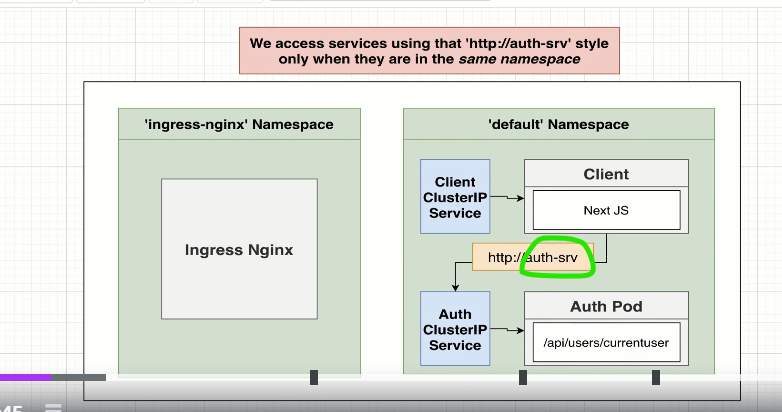 We access services using that 'http://auth-srv' style
only when they are in the same namespace
'ingress-nginx' Namespace
Ingress Nginx
'default' Namespace
Client
ClusterIP
Service
Client
Next JS
http://auth-srv
Auth
ClusterIP
Service
Auth Pod
/api/users/currentuser